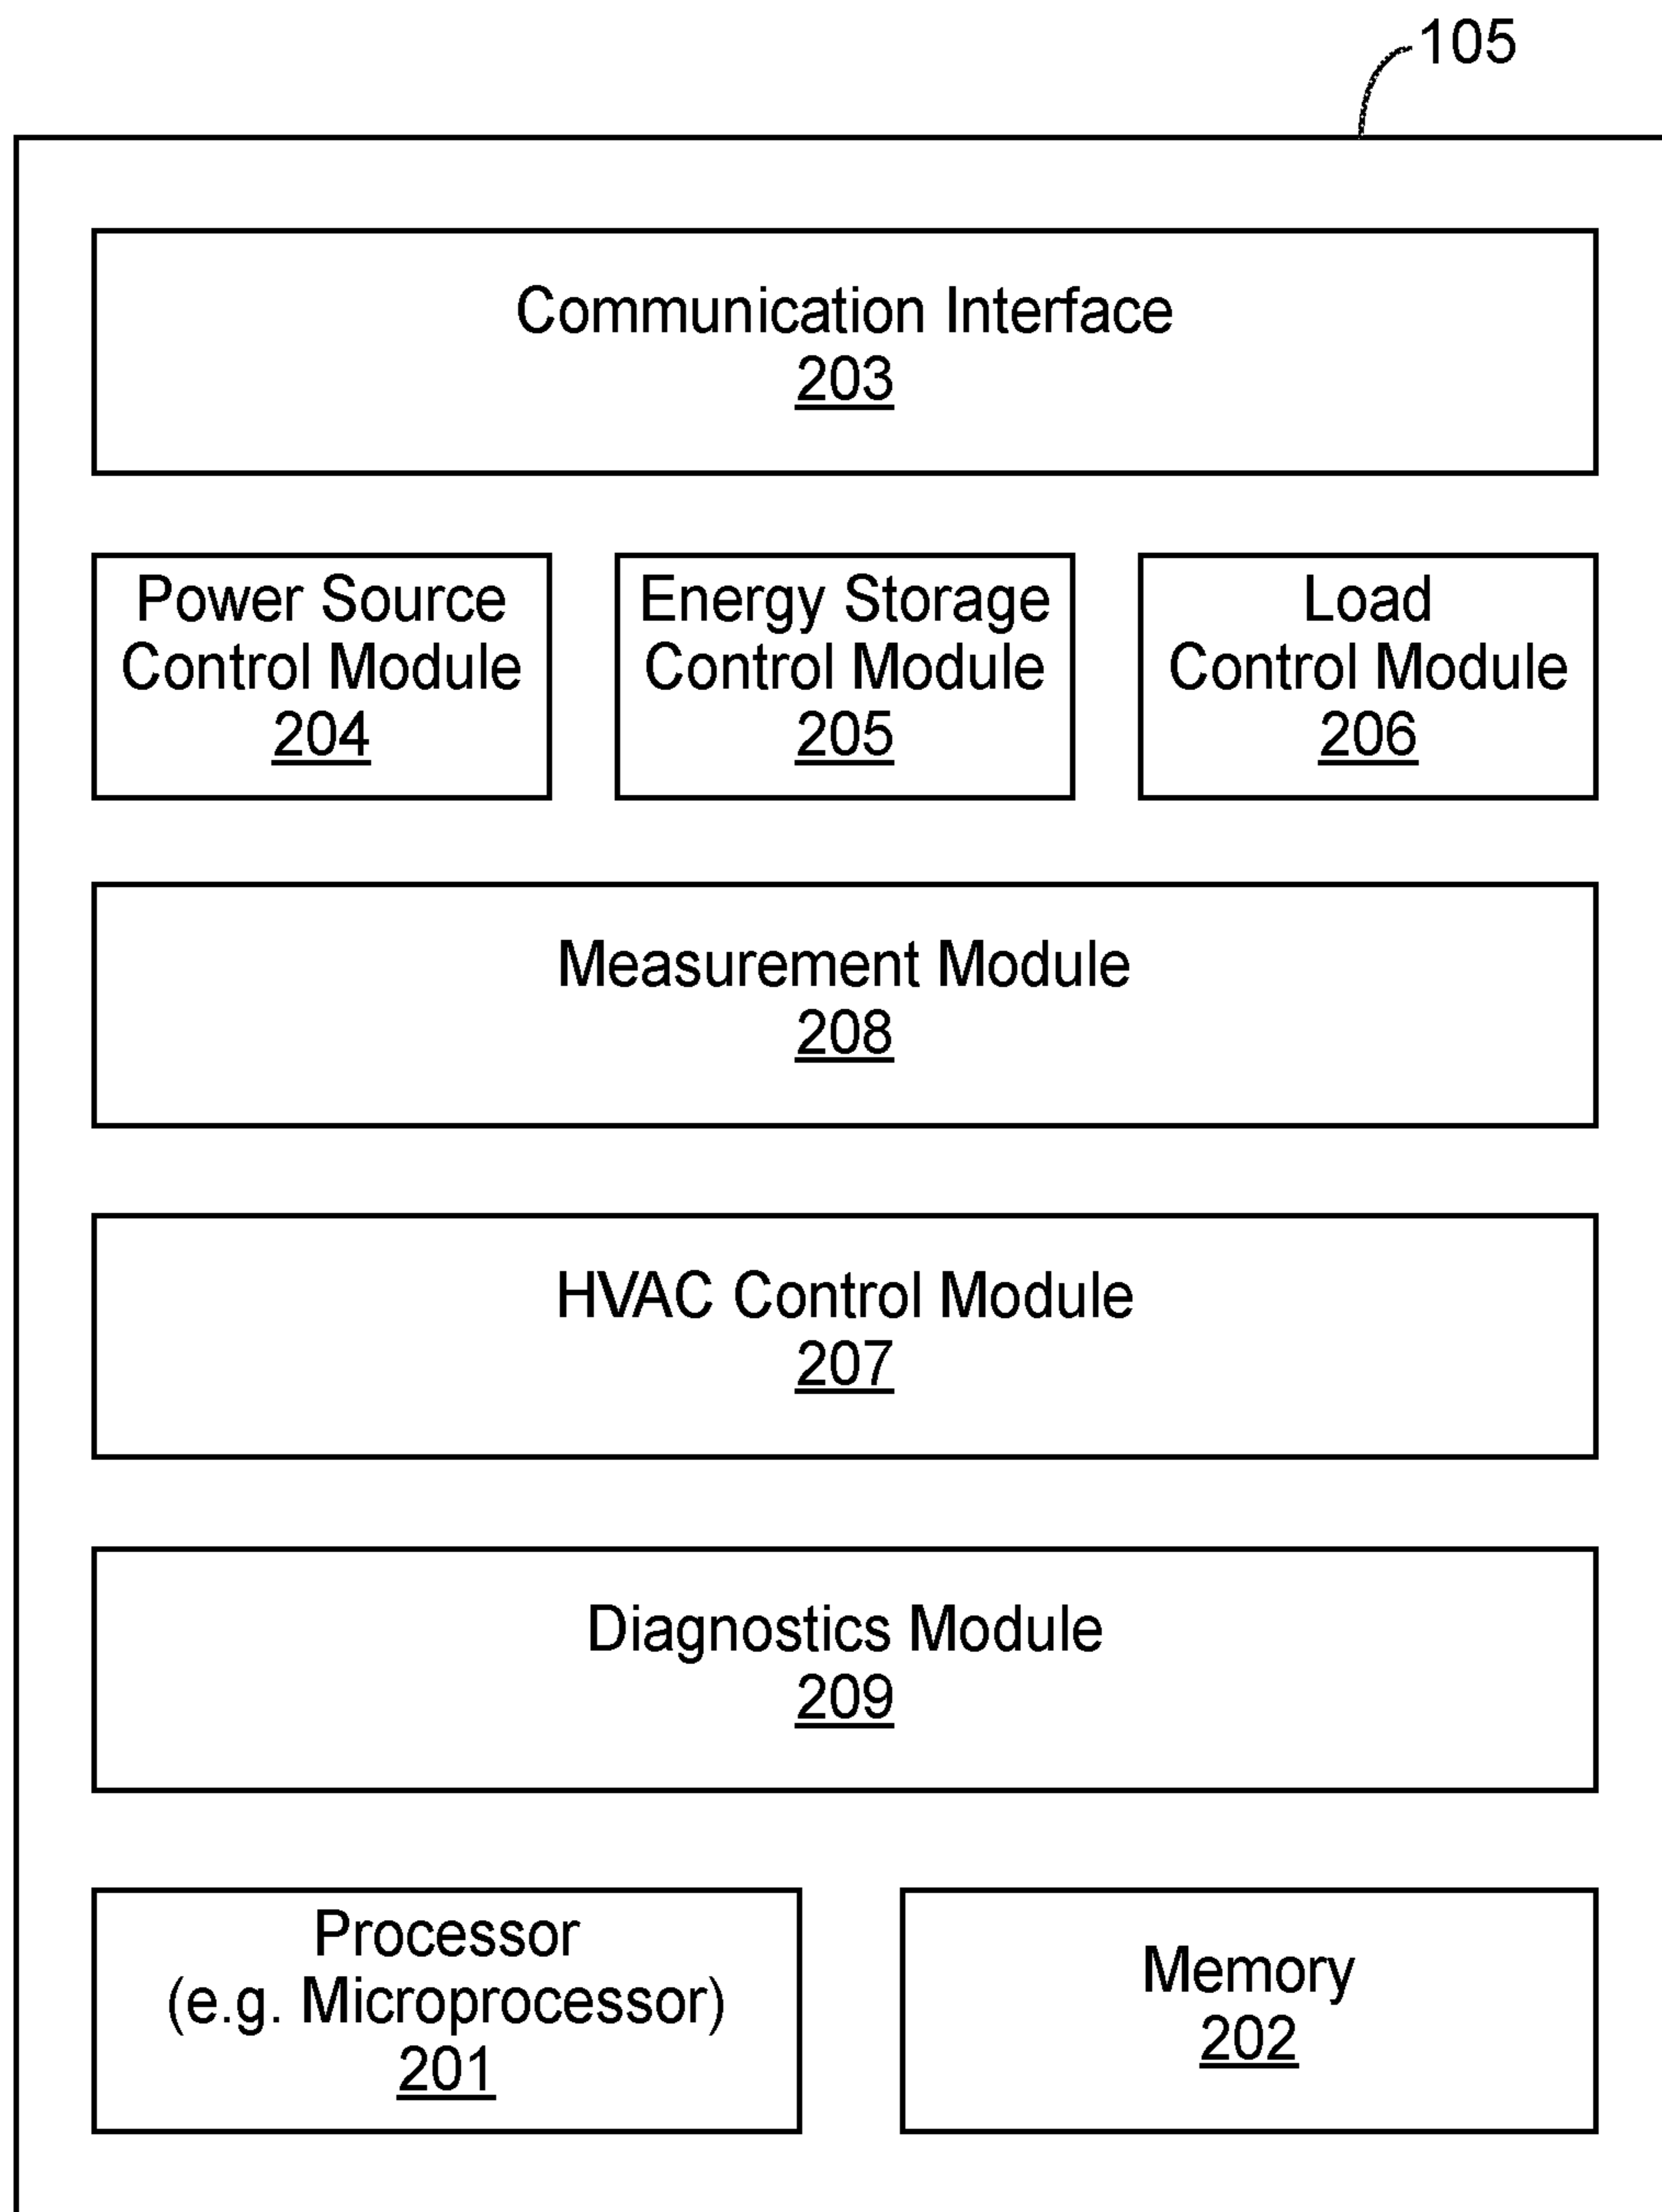 105
Communication Interface
203
Power Source
Control Module
204
Energy Storage
Control Module
205
Load
Control Module
206
Measurement Module
208
HVAC Control Module
207
Diagnostics Module
209
Processor
(e.g. Microprocessor)
201
Memory
202